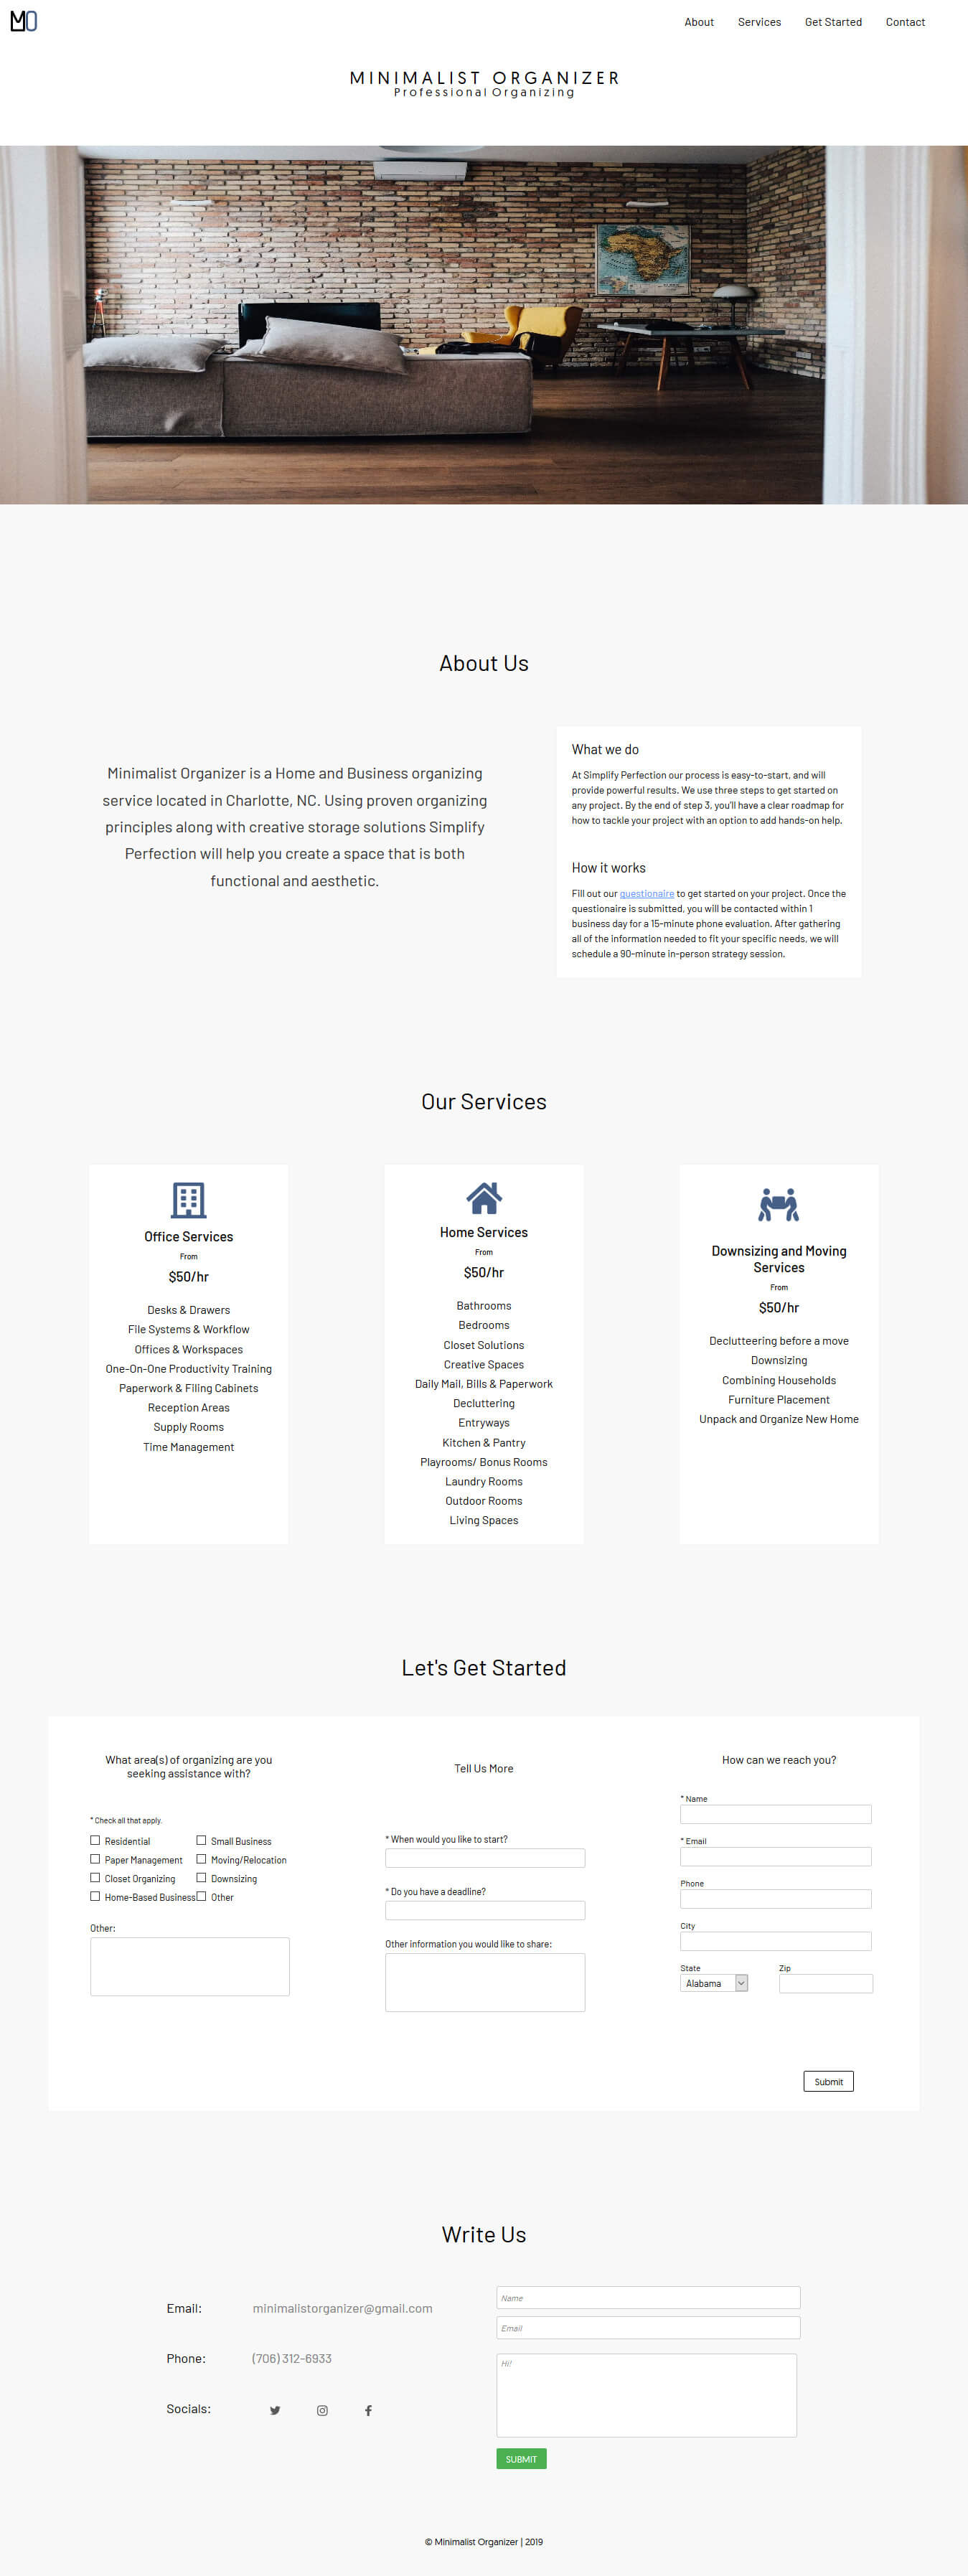 MO
About
Services
Get Started
Contact
MINIMALIST ORGANIZER
Professional Organizing
About Us
Minimalist Organizer is a Home and Business organizing
service located in Charlotte, NC. Using proven organizing
principles along with creative storage solutions Simplify
Perfection will help you create a space that is both
functional and aesthetic.
What we do
At Simplify Perfection our process is easy-to-start, and will
provide powerful results. We use three steps to get started on
any project. By the end of step 3, you'll have a clear roadmap for
how to tackle your project with an option to add hands-on help.
How it works
Fill out our questionaire to get started on your project. Once the
questionaire is submitted, you will be contacted within 1
business day for a 15-minute phone evaluation. After gathering
all of the information needed to fit your specific needs, we will
schedule a 90-minute in-person strategy session.
Our Services
Office Services
From
$50/hr
Desks & Drawers
File Systems & Workflow
Offices & Workspaces
One-On-One Productivity Training
Paperwork & Filing Cabinets
Reception Areas
Supply Rooms
Time Management
Home Services
From
$50/hr
Bathrooms
Bedrooms
Closet Solutions
Creative Spaces
Daily Mail, Bills & Paperwork
Decluttering
Entryways
Kitchen & Pantry
Playrooms/ Bonus Rooms
Laundry Rooms
Outdoor Rooms
Living Spaces
Downsizing and Moving
Services
From
$50/hr
Declutteering before a move
Downsizing
Combining Households
Furniture Placement
Unpack and Organize New Home
Let's Get Started
What area(s) of organizing are you
seeking assistance with?
* Check all that apply.
Residential
Small Business
Paper Management
Moving/Relocation
Closet Organizing
Downsizing
Home-Based Business
Other
Other:
Tell Us More
* When would you like to start?
* Do you have a deadline?
Other information you would like to share:
How can we reach you?
* Name
* Email
Phone
City
State
Zip
Alabama
Submit
Write Us
Email:
minimalistorganizer@gmail.com
Phone:
(706) 312-6933
Socials:
Name
Email
Hi!
SUBMIT
© Minimalist Organizer | 2019